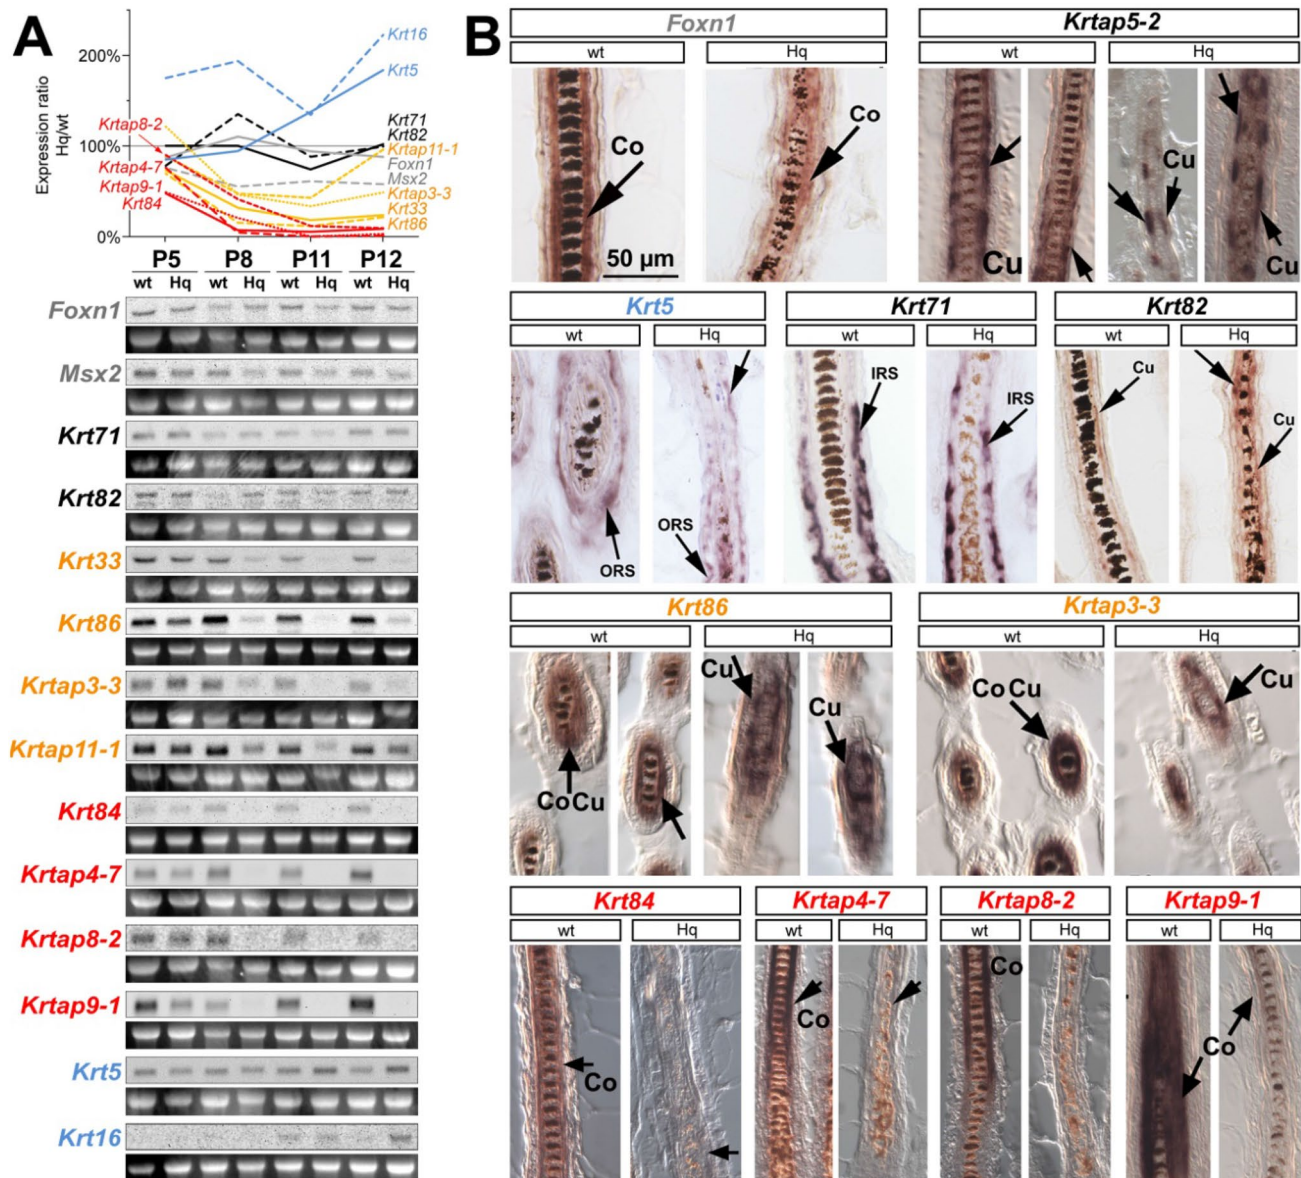 A
Expression ratio
Hq/wt
200%
100%
0%
Krt16
Krt5
Krt71
Krt82
Krtap11-1
Foxn1
Msx2
Krtap3-3
Krt33
Krt86
Krtap8-2
Krtap4-7
Krtap9-1
Krt84
P5 P8 P11 P12
wt Hq wt Hq wt Hq wt Hq
Foxn1
Msx2
Krt71
Krt82
Krt33
Krt86
Krtap3-3
Krtap11-1
Krt84
Krtap4-7
Krtap8-2
Krtap9-1
Krt5
Krt16
B
Foxn1 Krtap5-2
wt Hq wt Hq
Co Co Cu Cu Cu
50 µm
Krt5 Krt71 Krt82
wt Hq wt Hq wt Hq
ORS ORS IRS IRS Cu Cu
Krt86 Krtap3-3
wt Hq wt Hq
CoCu Cu Cu CoCu Cu
Krt84 Krtap4-7 Krtap8-2 Krtap9-1
wt Hq wt Hq wt Hq wt Hq
Co Co Co Co